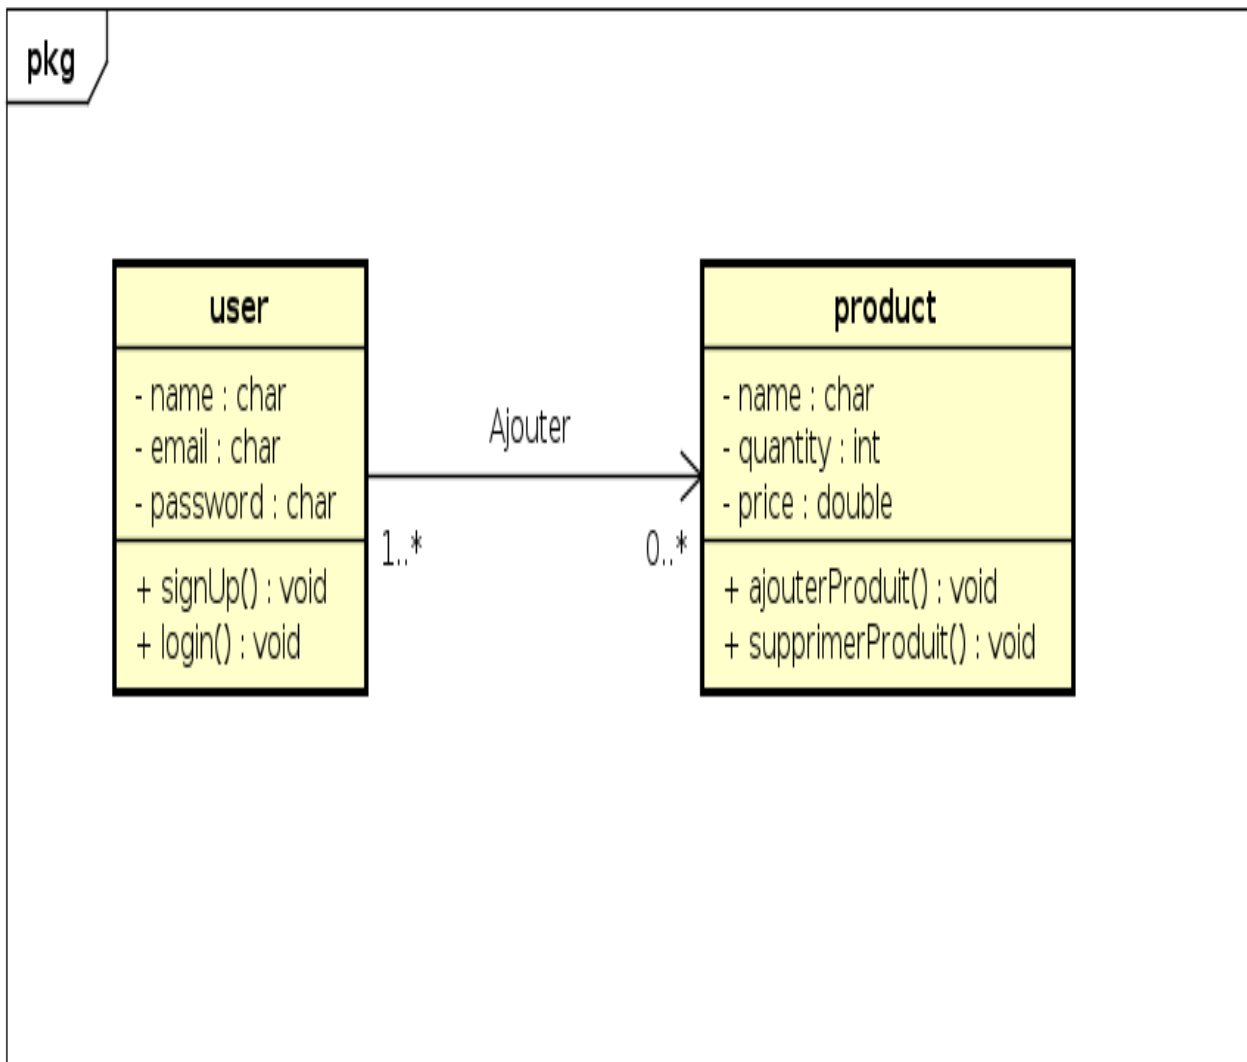 pkg
user
- name : char
- email : char
- password : char
+ signUp() : void
+ login() : void
Ajouter
1..*
0..*
product
- name : char
- quantity : int
- price : double
+ ajouterProduit() : void
+ supprimerProduit() : void